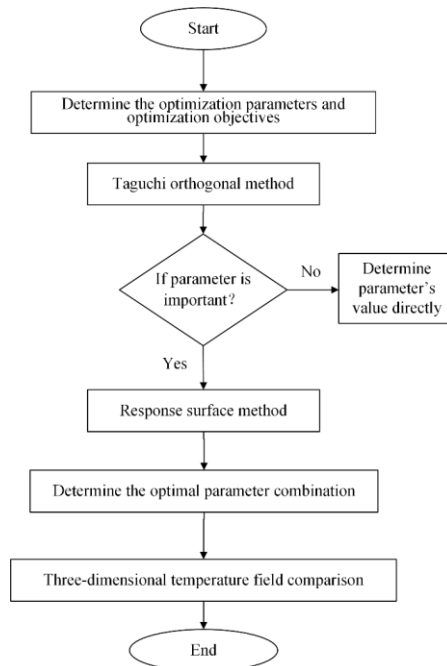 Start
Determine the optimization parameters and
optimization objectives
Taguchi orthogonal method
If parameter is
important?
No
Determine
parameter's
value directly
Yes
Response surface method
Determine the optimal parameter combination
Three-dimensional temperature field comparison
End